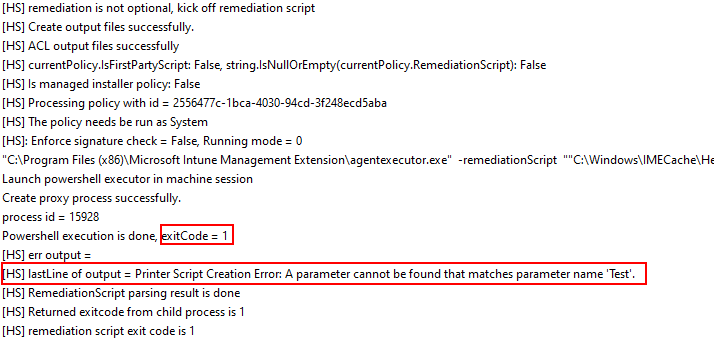 [HS] remediation is not optional, kick off remediation script
[HS] Create output files successfully.
[HS] ACL output files successfully
[HS] currentPolicy.IsFirstPartyScript: False, string.IsNullOrEmpty(currentPolicy.RemediationScript): False
[HS] Is managed installer policy: False
[HS] Processing policy with id = 2556477c-1bca-4030-94cd-3f248ecd5aba
[HS] The policy needs be run as System
[HS]: Enforce signature check = False, Running mode = 0
"C:\Program Files (x86)\Microsoft Intune Management Extension\agentexecutor.exe"  -remediationScript  ""C:\Windows\IMECache\He
Launch powershell executor in machine session
Create proxy process successfully.
process id = 15928
Powershell execution is done, exitCode = 1
[HS] err output =
[HS] lastLine of output = Printer Script Creation Error: A parameter cannot be found that matches parameter name 'Test'.
[HS] RemediationScript parsing result is done
[HS] Returned exitcode from child process is 1
[HS] remediation script exit code is 1